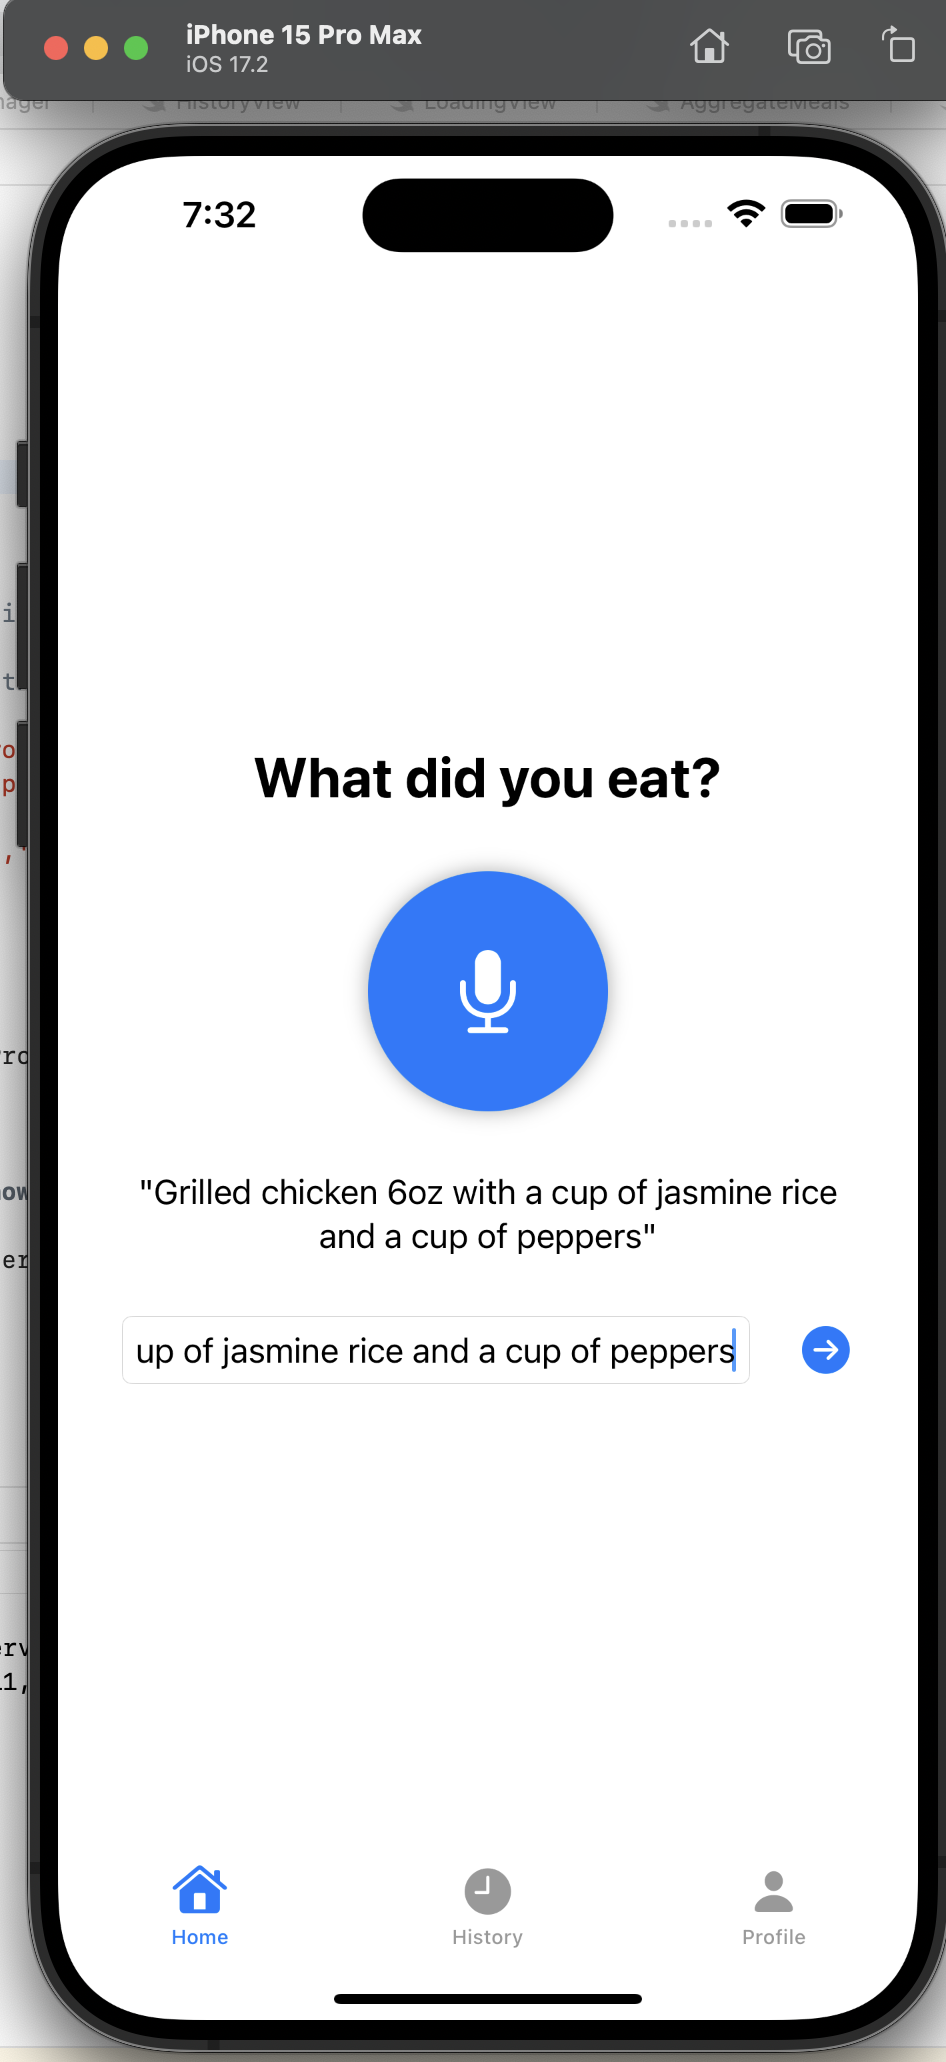 iPhone 15 Pro Max
iOS 17.2
HistoryView
LoadingView
AggregateMeals
7:32
What did you eat?
"Grilled chicken 6oz with a cup of jasmine rice
and a cup of peppers"
up of jasmine rice and a cup of peppers
Home
History
Profile